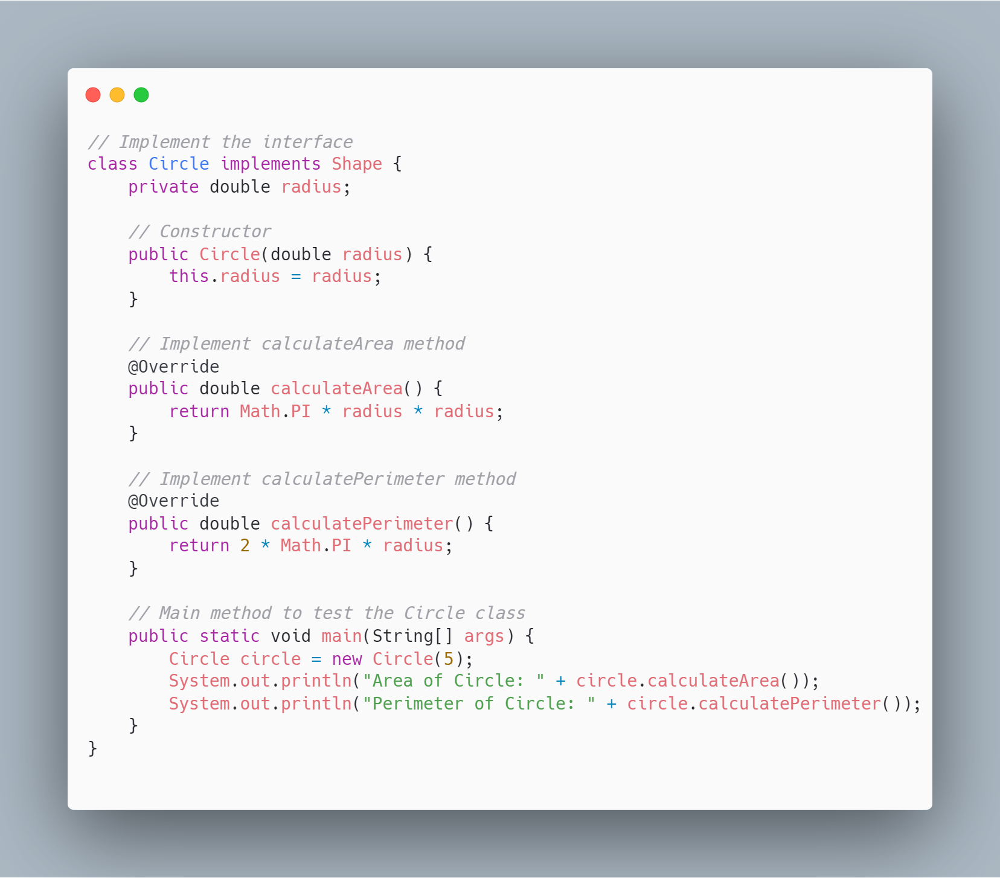 // Implement the interface
class Circle implements Shape {
    private double radius;

    // Constructor
    public Circle(double radius) {
        this.radius = radius;
    }

    // Implement calculateArea method
    @Override
    public double calculateArea() {
        return Math.PI * radius * radius;
    }

    // Implement calculatePerimeter method
    @Override
    public double calculatePerimeter() {
        return 2 * Math.PI * radius;
    }

    // Main method to test the Circle class
    public static void main(String[] args) {
        Circle circle = new Circle(5);
        System.out.println("Area of Circle: " + circle.calculateArea());
        System.out.println("Perimeter of Circle: " + circle.calculatePerimeter());
    }
}